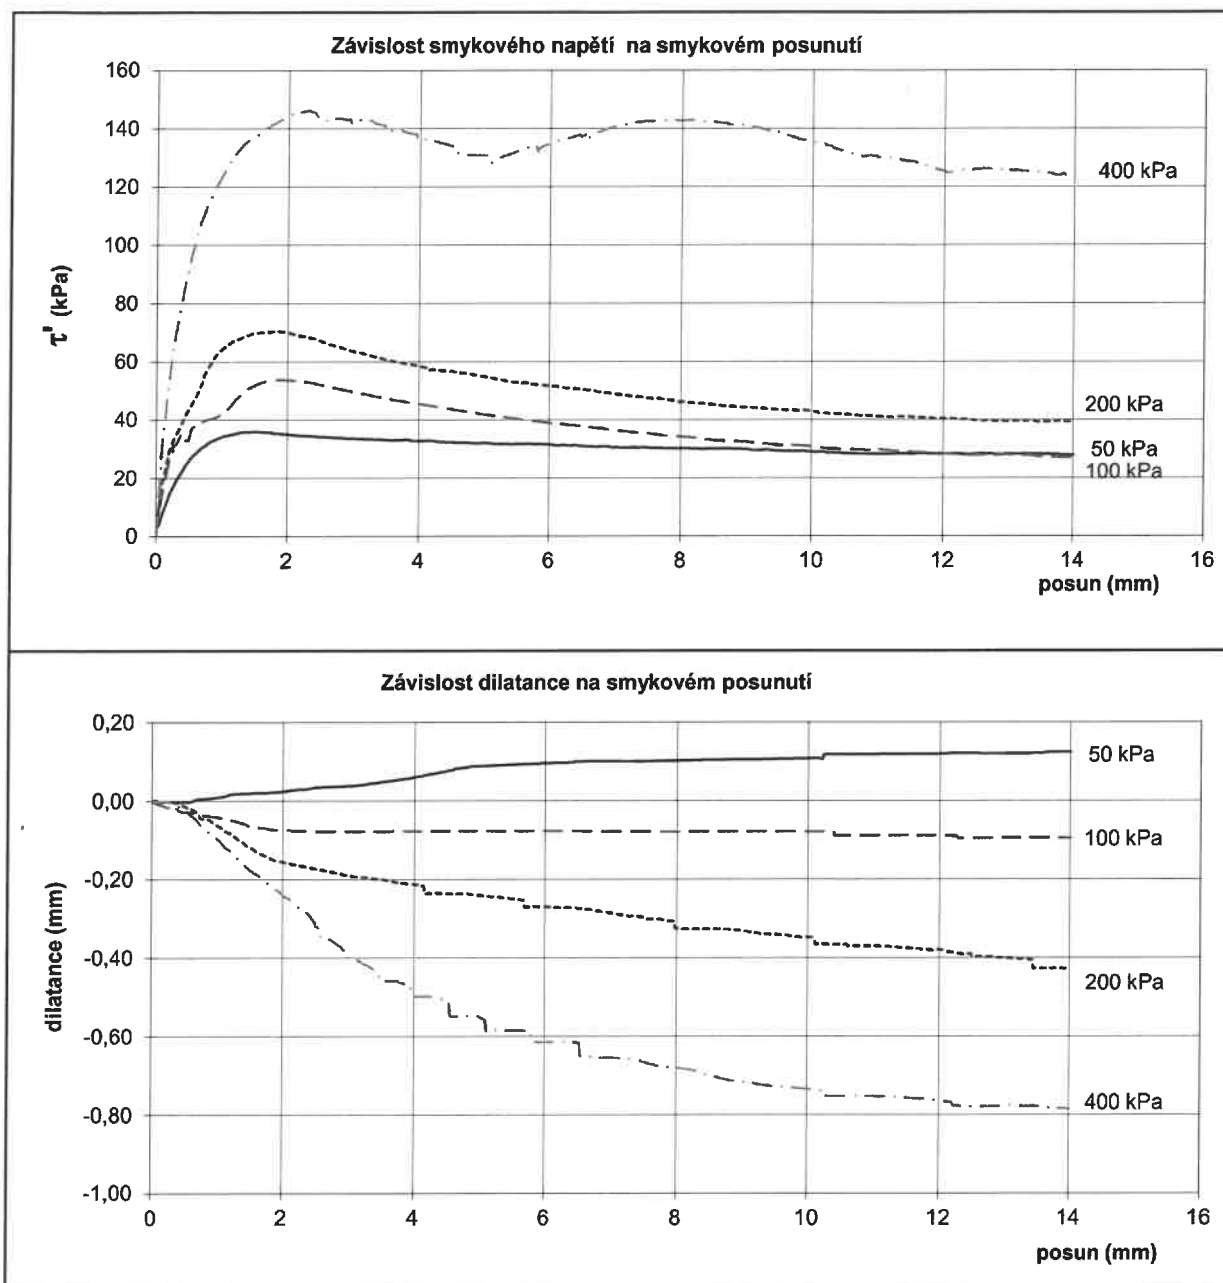 Závislost smykového napětí na smykovém posunutí
160
140
120
100
80
60
40
20
0
τ' (kPa)
400 kPa
200 kPa
50 kPa
100 kPa
0 2 4 6 8 10 12 14 16
posun (mm)
Závislost dilatance na smykovém posunutí
0,20
0,00
-0,20
-0,40
-0,60
-0,80
-1,00
dilatance (mm)
50 kPa
100 kPa
200 kPa
400 kPa
0 2 4 6 8 10 12 14 16
posun (mm)